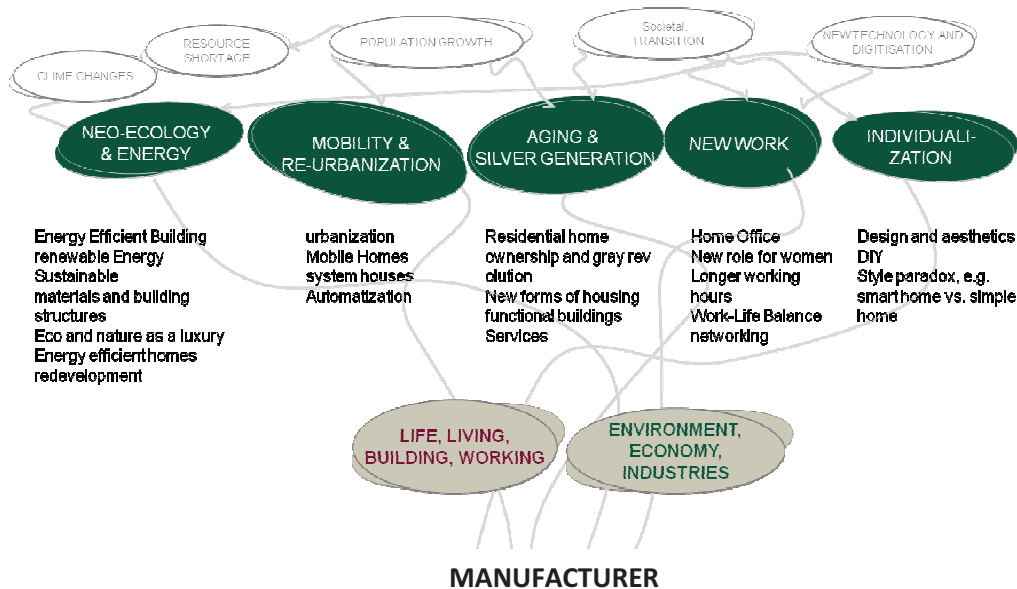 RESOURCE
SHORTAGE
POPULATION GROWTH
Societal.
TRANSITION
NEW TECHNOLOGY AND
DIGITISATION
CLIME CHANGES
NEO-ECOLOGY
& ENERGY
MOBILITY &
RE-URBANIZATION
AGING &
SILVER GENERATION
NEW WORK
INDIVIDUALI-
ZATION
Energy Efficient Building
renewable Energy
Sustainable
materials and building
structures
Eco and nature as a luxury
Energy efficient homes
redevelopment
urbanization
Mobile Homes
system houses
Automatization
Residential home
ownership and gray rev
olution
New forms of housing
functional buildings
Services
Home Office
New role for women
Longer working
hours
Work-Life Balance
networking
Design and aesthetics
DIY
Style paradox, e.g.
smart home vs. simple
home
LIFE, LIVING,
BUILDING, WORKING
ENVIRONMENT,
ECONOMY,
INDUSTRIES
MANUFACTURER